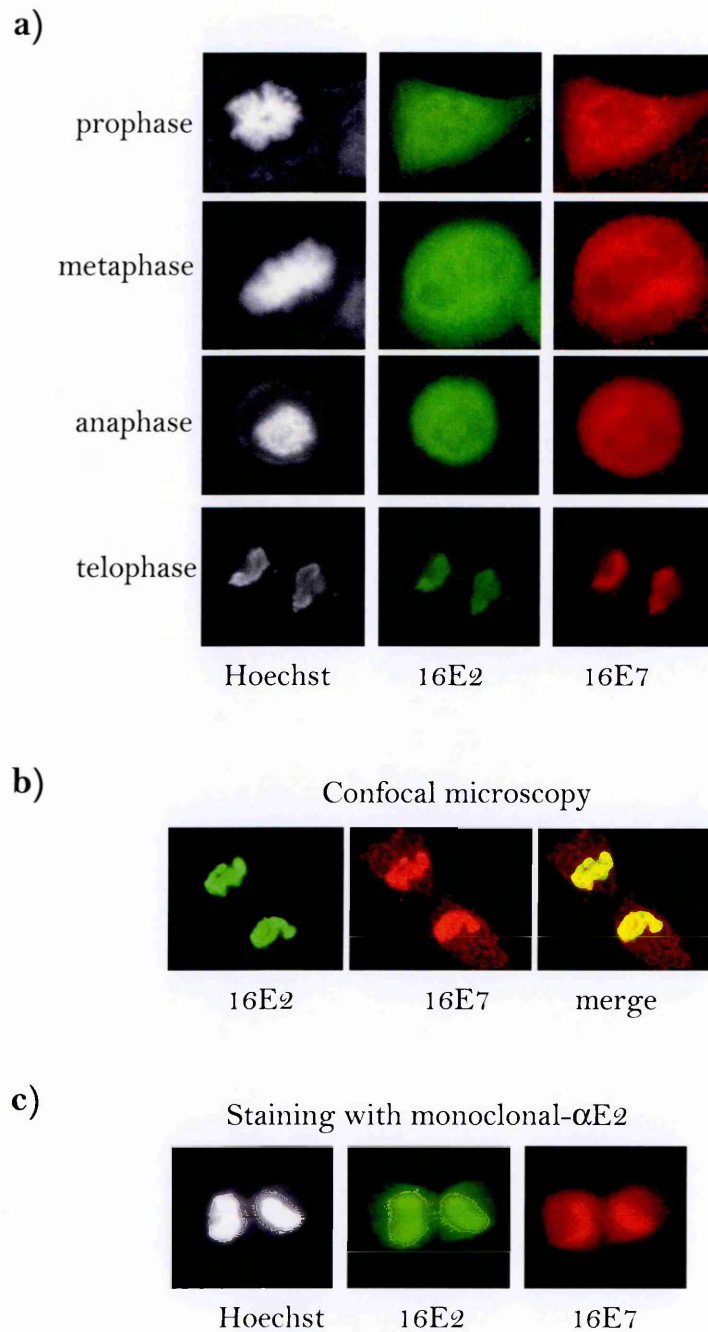 a)
prophase
metaphase
anaphase
telophase
Hoechst 16E2 16E7
b)
Confocal microscopy
16E2 16E7 merge
c)
Staining with monoclonal-αE2
Hoechst 16E2 16E7